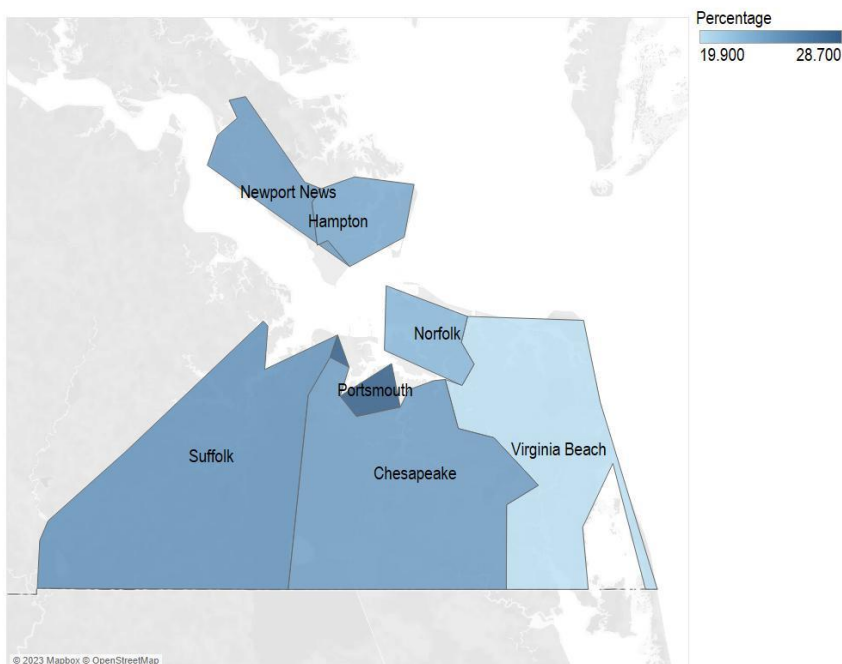 Percentage
19.900 28.700
Newport News
Hampton
Norfolk
Portsmouth
Suffolk
Virginia Beach
Chesapeake
© 2023 Mapbox © OpenStreetMap